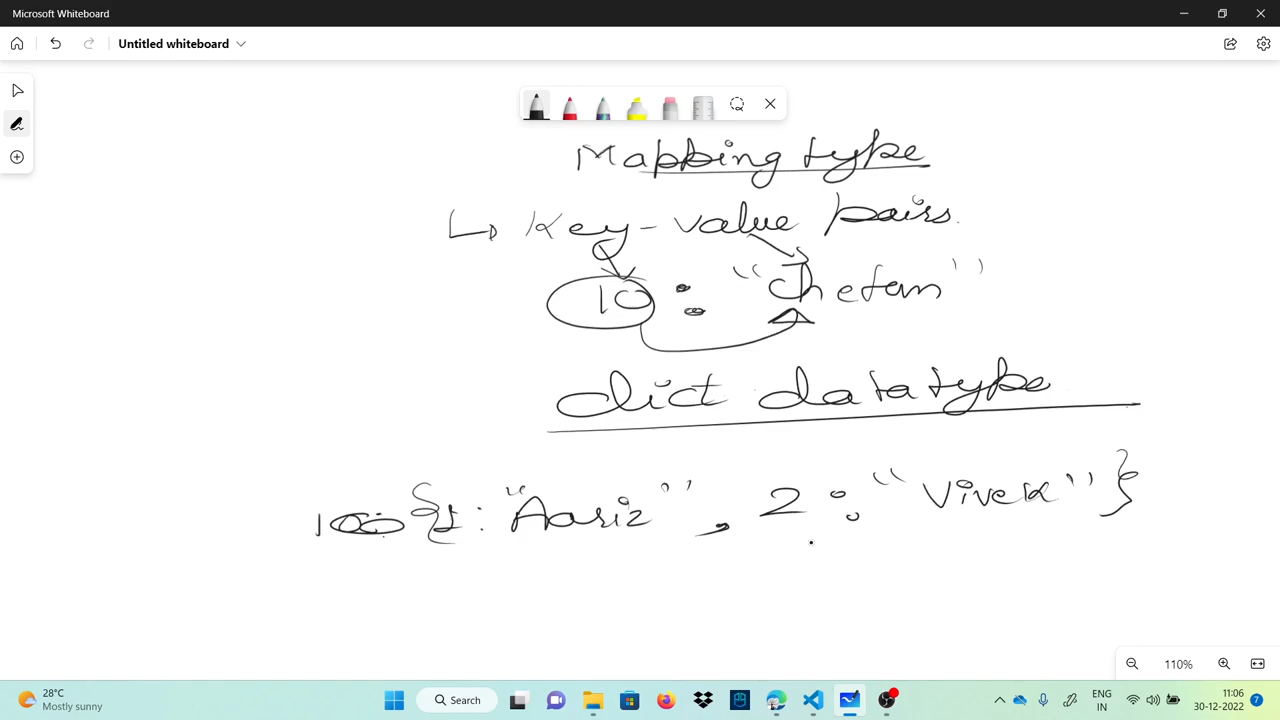 Microsoft Whiteboard
Untitled whiteboard
Mapping type
Key-value pairs.
10 : "Chetan"
dict datatype
100 {1 : "Aariz", 2 : "Vivek"}
110%
28°C
Mostly sunny
Search
ENG
IN
11:06
30-12-2022